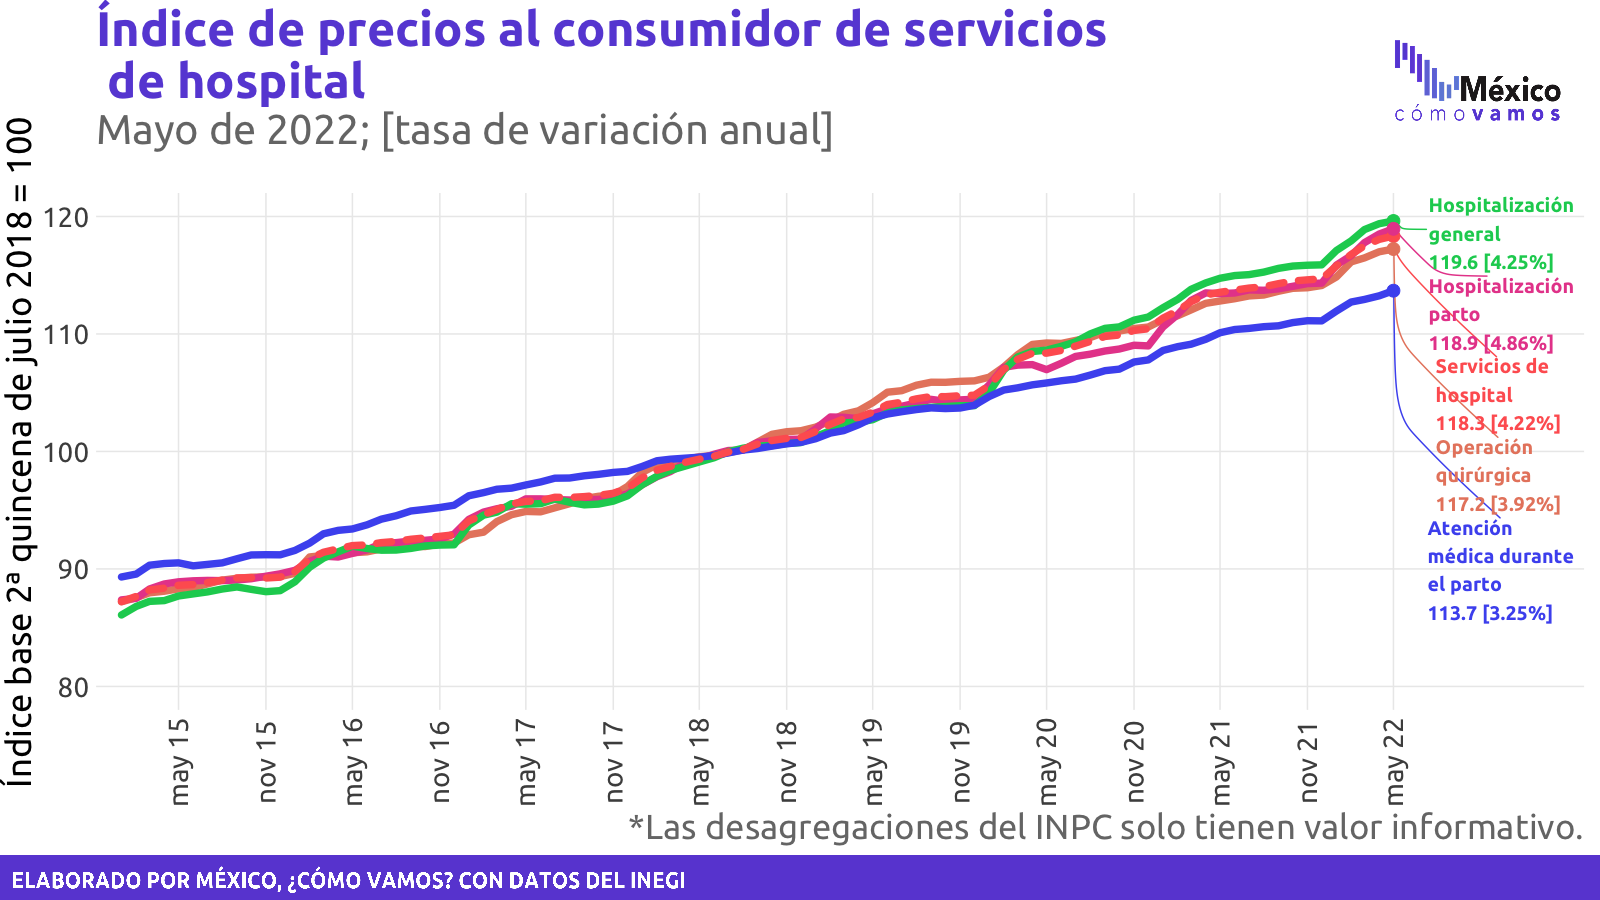 Índice de precios al consumidor de servicios
de hospital
Mayo de 2022; [tasa de variación anual]
México
cómovamos
Índice base 2ª quincena de julio 2018 = 100
120
110
100
90
80
Hospitalización
general
119.6 [4.25%]
Hospitalización
parto
118.9 [4.86%]
Servicios de
hospital
118.3 [4.22%]
Operación
quirúrgica
117.2 [3.92%]
Atención
médica durante
el parto
113.7 [3.25%]
may 15
nov 15
may 16
nov 16
may 17
nov 17
may 18
nov 18
may 19
nov 19
may 20
nov 20
may 21
nov 21
may 22
*Las desagregaciones del INPC solo tienen valor informativo.
ELABORADO POR MÉXICO, ¿CÓMO VAMOS? CON DATOS DEL INEGI